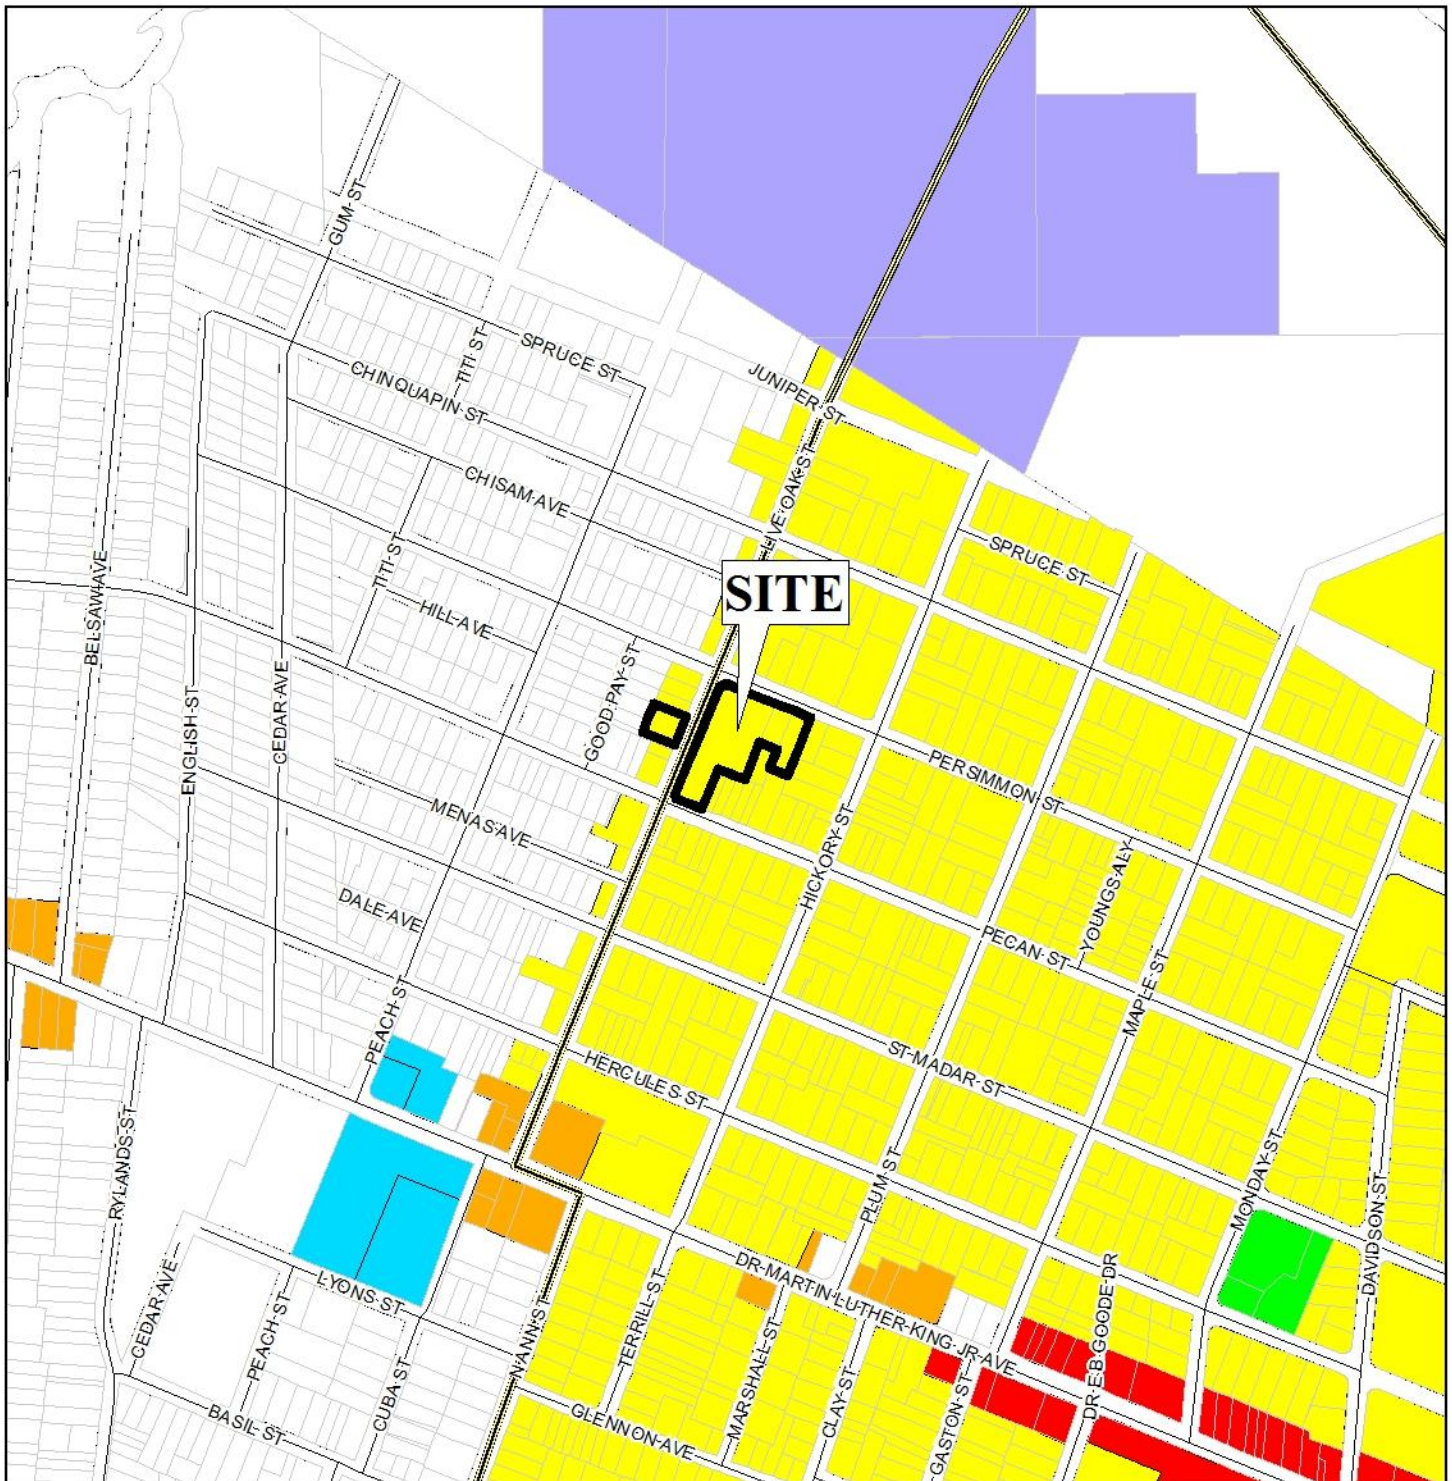 GUM ST
SPRUCE ST
TITI ST
CHINQUAPIN ST
JUNIPER ST
CHISAM AVE
LIVE OAK ST
SPRUCE ST
TITI ST
BELSAW AVE
SITE
HILL AVE
GOOD PAY ST
ENGLISH ST
CEDAR AVE
PERSIMMON ST
MENAS AVE
HICKORY ST
YOUNGS ALY
DALE AVE
PECAN ST
MAPLE ST
PEACH ST
HERCULES ST
ST MADAR ST
RYLANDS ST
PLUM ST
MONDAY ST
DAVIDSON ST
DR MARTIN LUTHER KING JR AVE
LYONS ST
CEDAR AVE
PEACH ST
N ANN ST
TERRILL ST
DR E B GOODE DR
MARSHALL ST
CUBA ST
CLAY ST
GASTON ST
BASIL ST
GLENNON AVE